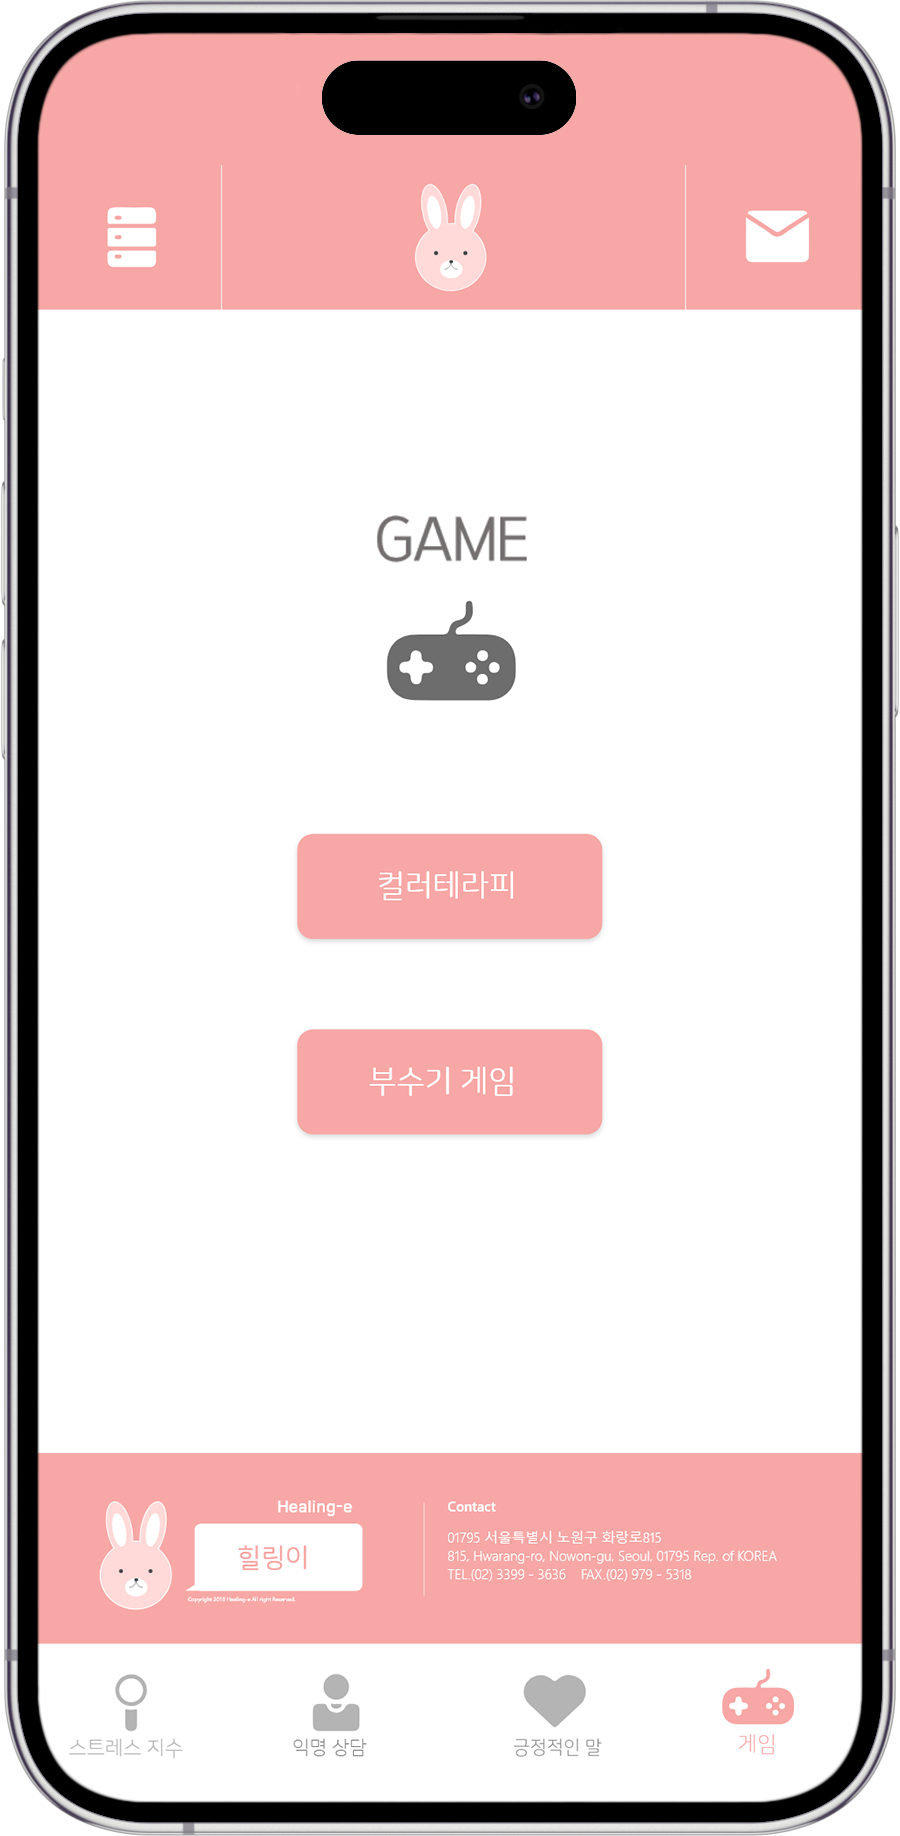 GAME
컬러테라피
부수기 게임
Healing-e
힐링이
Copyright 2018 Healing-e All right Reserved.
Contact
01795 서울특별시 노원구 화랑로815
815, Hwarang-ro, Nowon-gu, Seoul, 01795 Rep. of KOREA
TEL.(02) 3399 - 3636 FAX.(02) 979 - 5318
스트레스 지수
익명 상담
긍정적인 말
게임